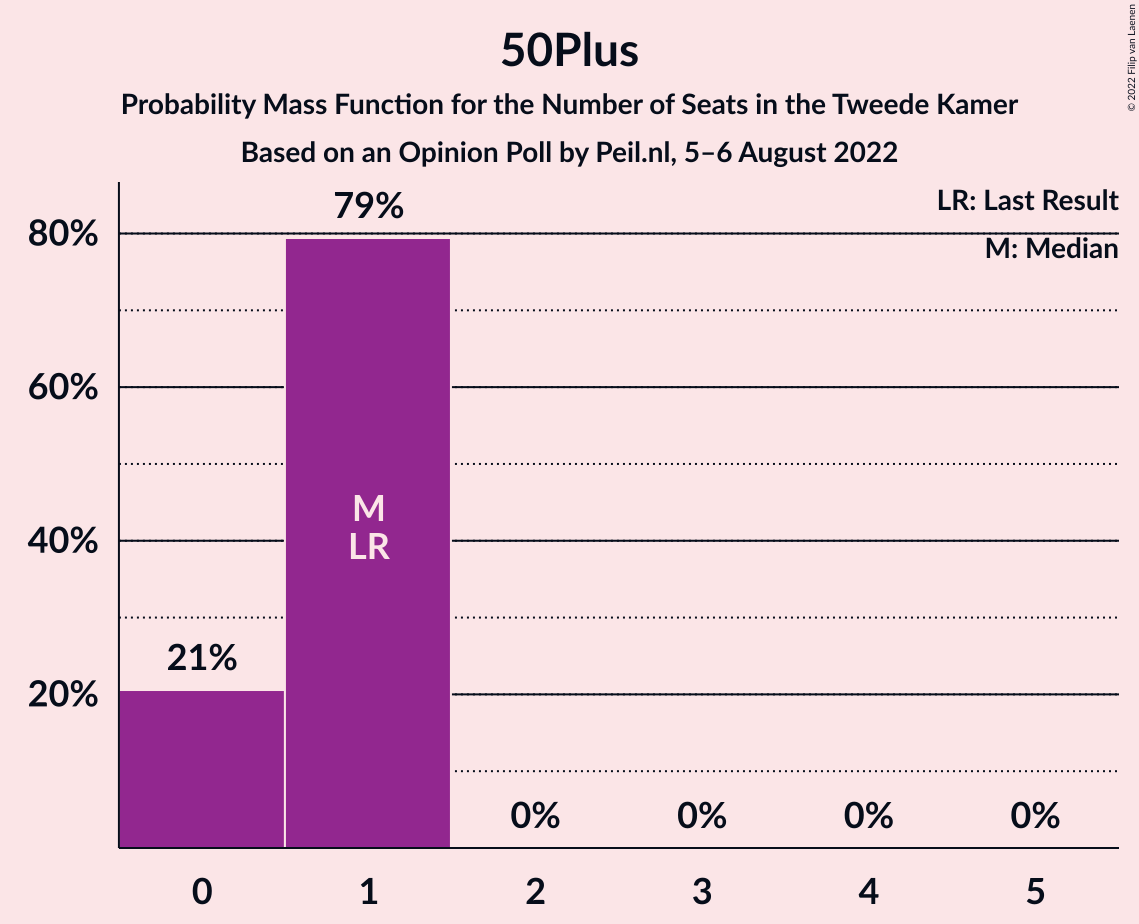 50Plus
Probability Mass Function for the Number of Seats in the Tweede Kamer
Based on an Opinion Poll by Peil.nl, 5–6 August 2022
© 2022 Filip van Laenen
LR: Last Result
M: Median
80%
60%
40%
20%
21%
79%
M
LR
0%
0%
0%
0%
0
1
2
3
4
5